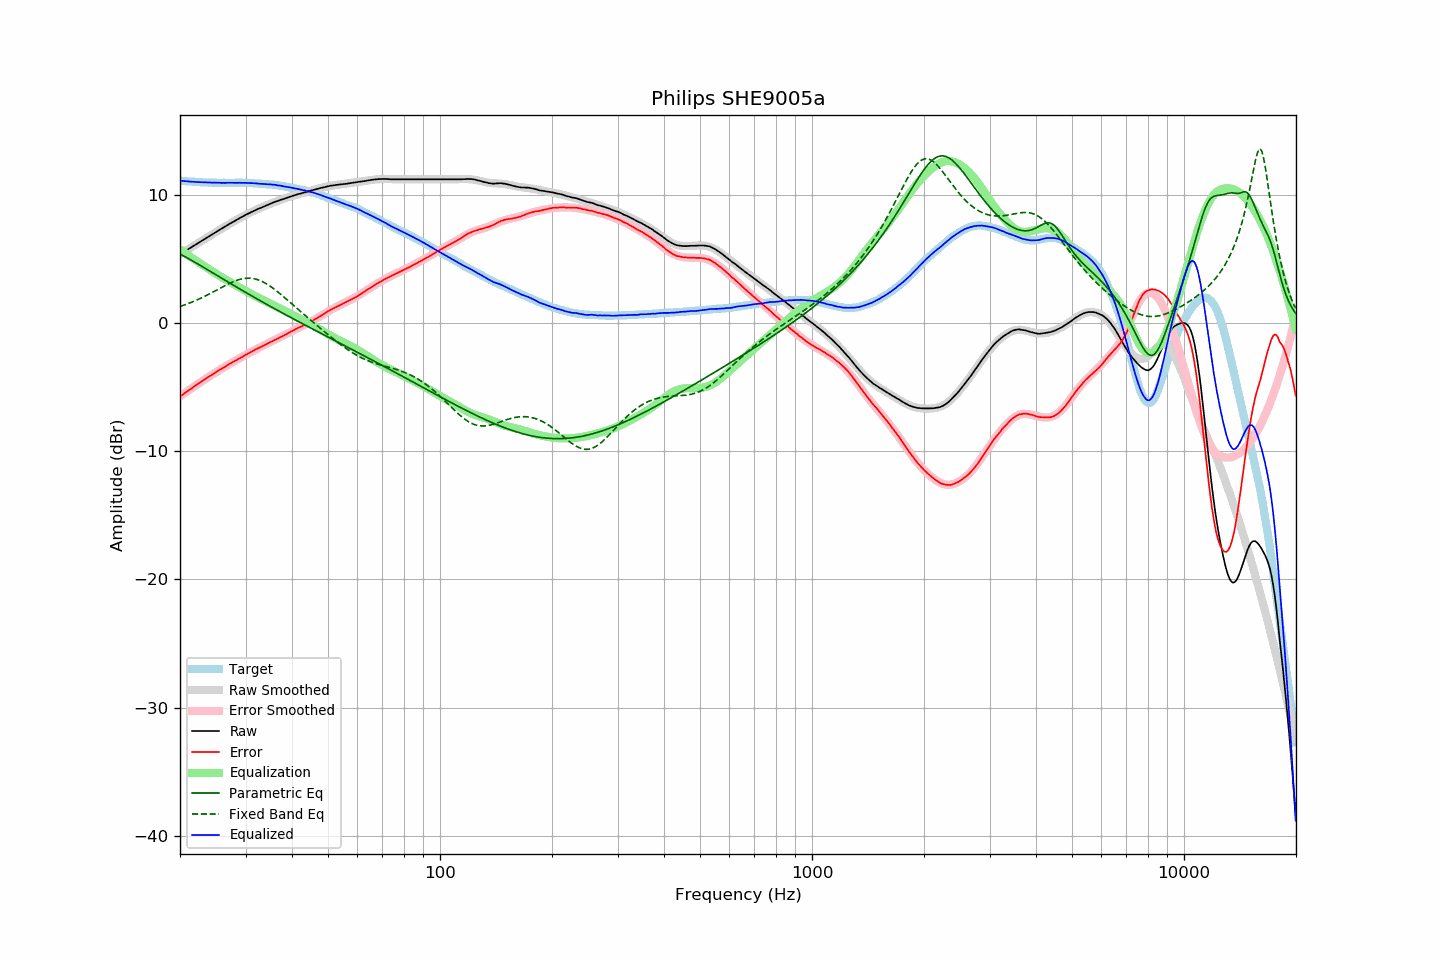 Philips SHE9005a
Amplitude (dBr)
10
0
−10
−20
−30
−40
Target
Raw Smoothed
Error Smoothed
Raw
Error
Equalization
Parametric Eq
Fixed Band Eq
Equalized
100
1000
10000
Frequency (Hz)